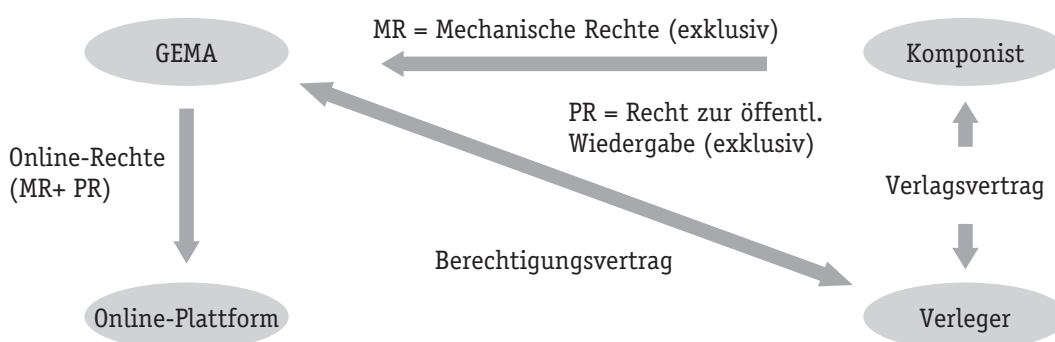 MR = Mechanische Rechte (exklusiv)
GEMA
Komponist
PR = Recht zur öffentl.
Wiedergabe (exklusiv)
Online-Rechte
(MR+ PR)
Verlagsvertrag
Berechtigungsvertrag
Online-Plattform
Verleger